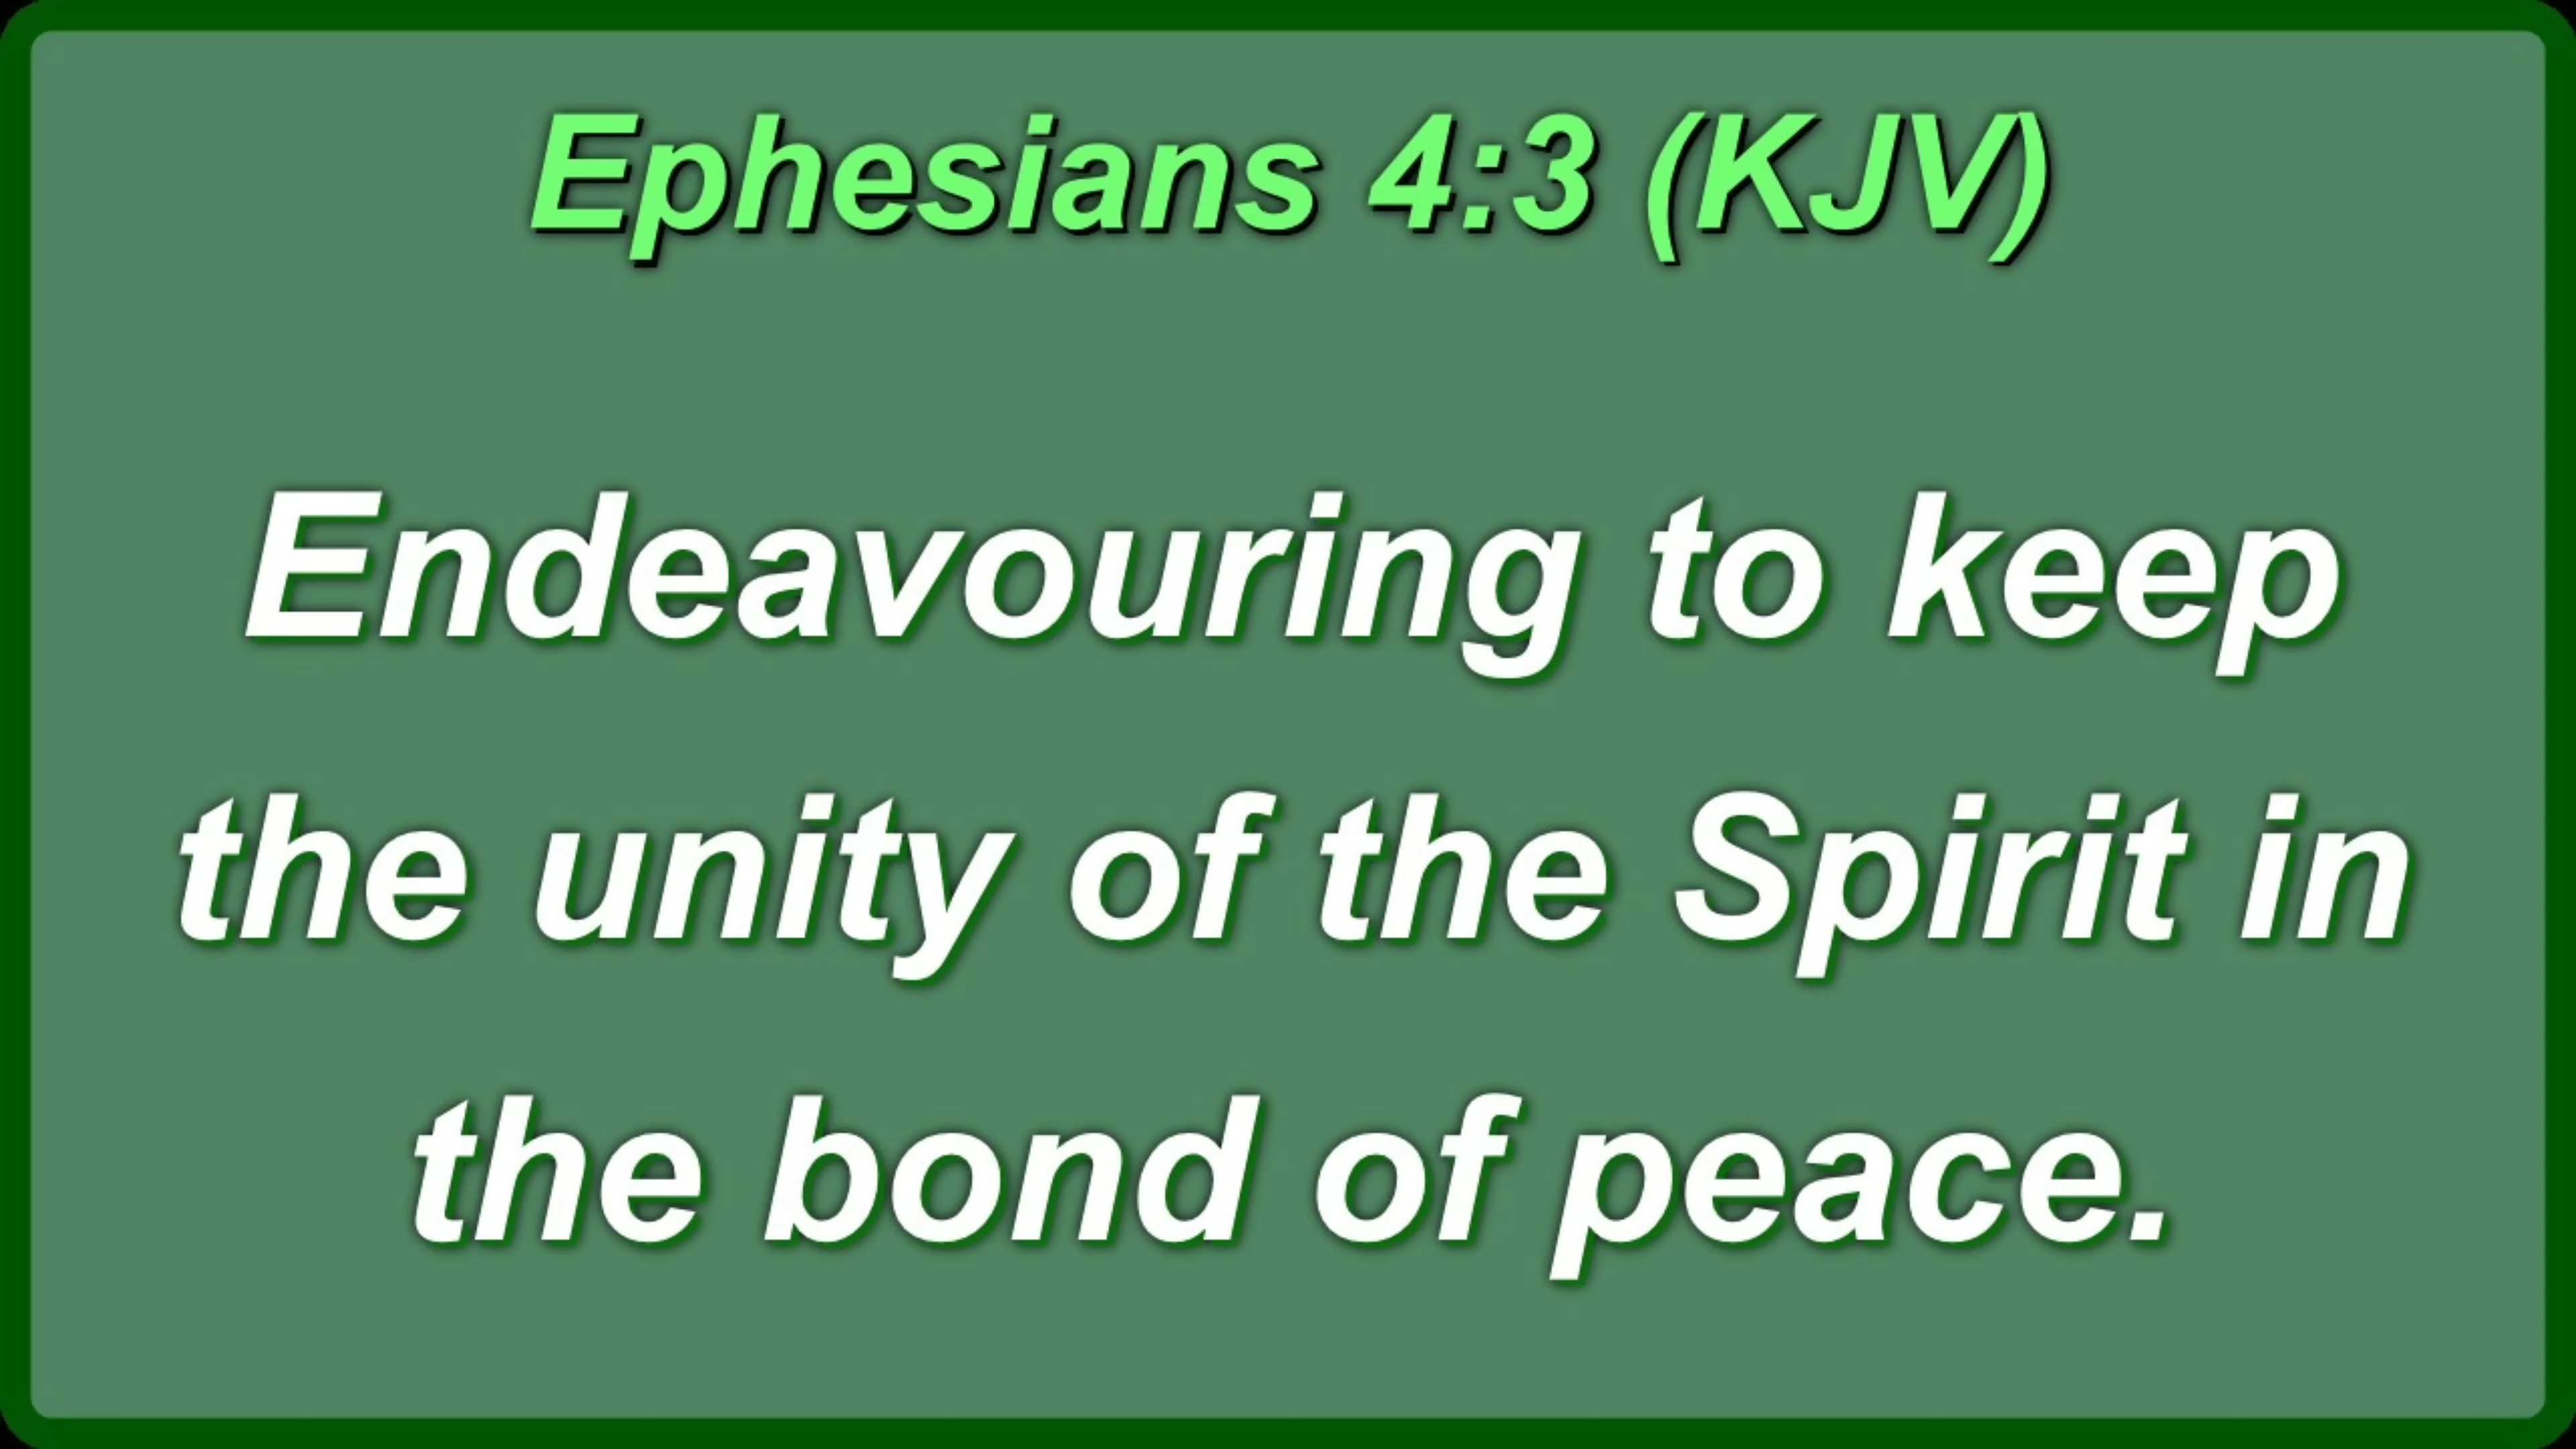 Ephesians 4:3 (KJV)
Endeavouring to keep
the unity of the Spirit in
the bond of peace.